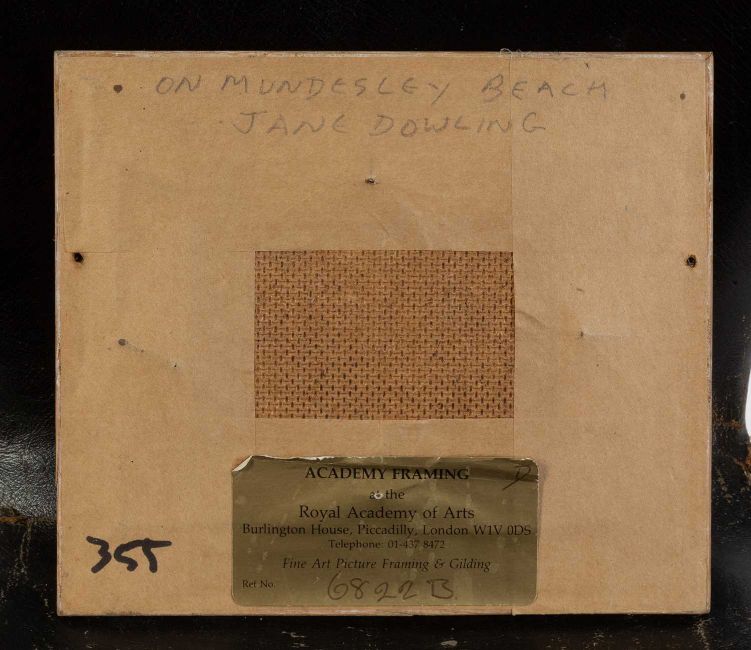 ON MUNDESLEY BEACH
JANE DOWLING
ACADEMY FRAMING
at the
Royal Academy of Arts
Burlington House, Piccadilly, London W1V 0DS
Telephone: 01-437 8472
Fine Art Picture Framing & Gilding
Ref No. 6822B
D
355